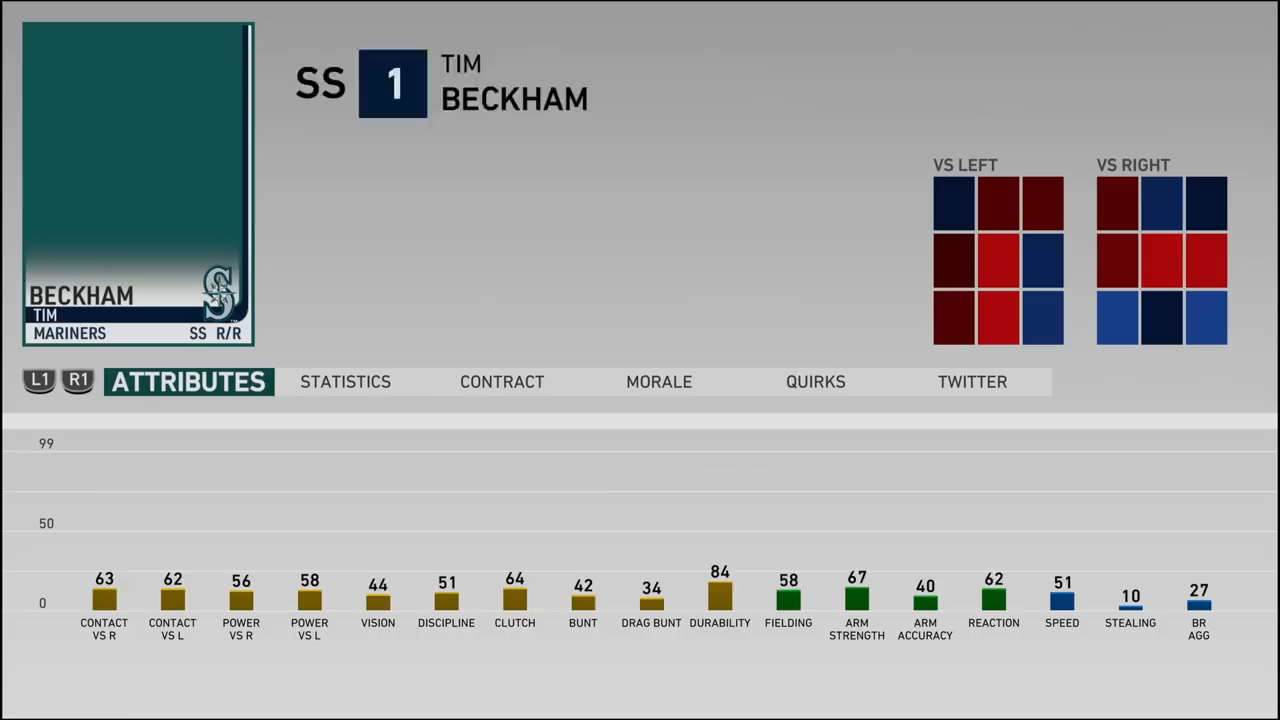 SS 1 TIM
BECKHAM
VS LEFT VS RIGHT
BECKHAM
TIM
MARINERS SS R/R
L1 R1 ATTRIBUTES STATISTICS CONTRACT MORALE QUIRKS TWITTER
99
50
0
63 62 56 58 44 51 64 42 34 84 58 67 40 62 51 10 27
CONTACT VS R CONTACT VS L POWER VS R POWER VS L VISION DISCIPLINE CLUTCH BUNT DRAG BUNT DURABILITY FIELDING ARM STRENGTH ARM ACCURACY REACTION SPEED STEALING BR AGG